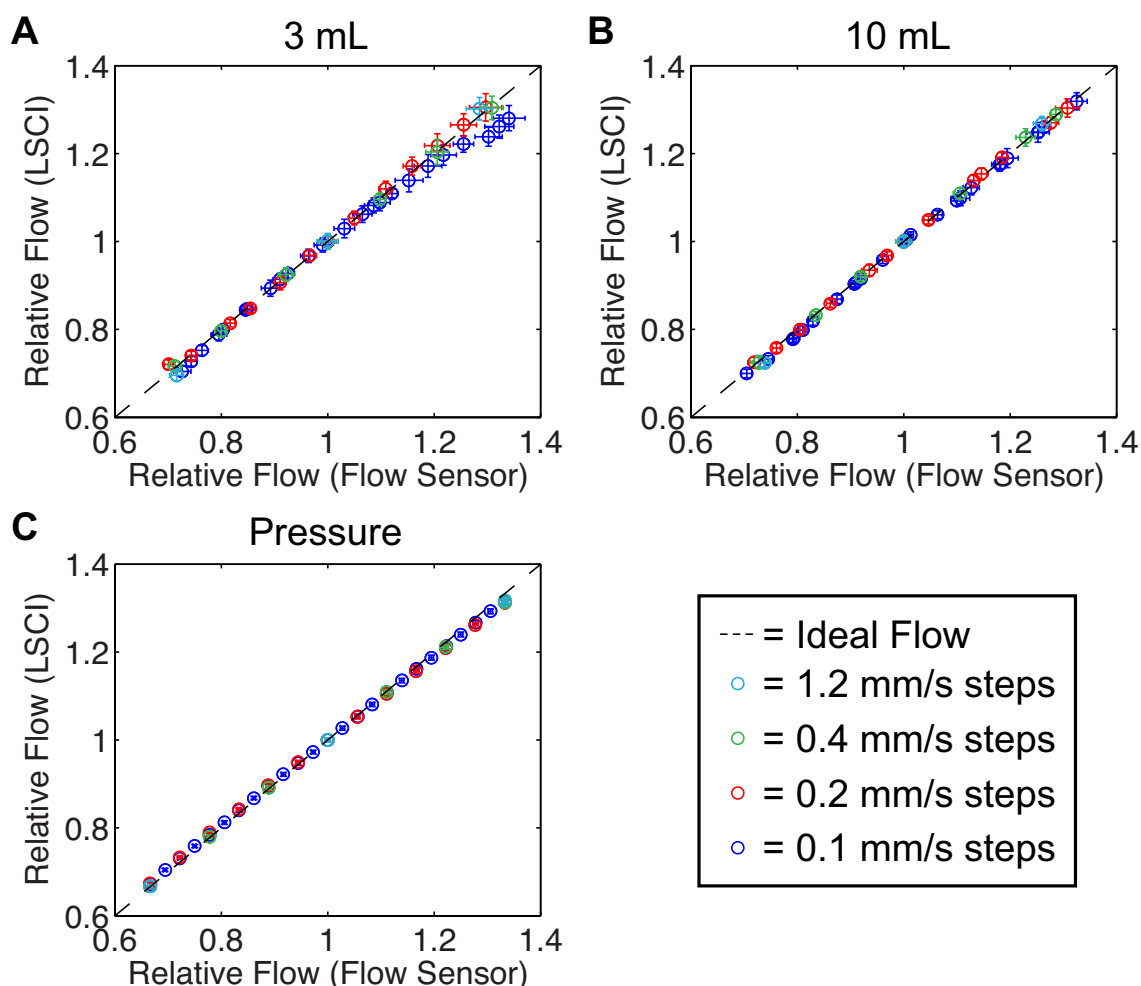 A
3 mL
Relative Flow (LSCI)
1.4
1.2
1
0.8
0.6
0.6 0.8 1 1.2 1.4
Relative Flow (Flow Sensor)
B
10 mL
Relative Flow (LSCI)
1.4
1.2
1
0.8
0.6
0.6 0.8 1 1.2 1.4
Relative Flow (Flow Sensor)
C
Pressure
Relative Flow (LSCI)
1.4
1.2
1
0.8
0.6
0.6 0.8 1 1.2 1.4
Relative Flow (Flow Sensor)
= Ideal Flow
= 1.2 mm/s steps
= 0.4 mm/s steps
= 0.2 mm/s steps
= 0.1 mm/s steps